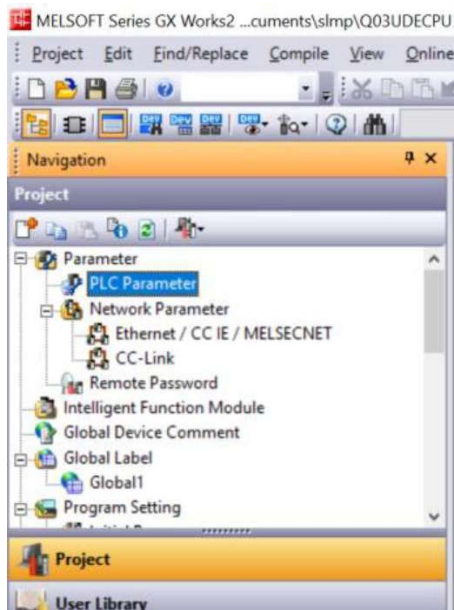 MELSOFT Series GX Works2 ...cuments\slmp\Q03UDECPU
Project Edit Find/Replace Compile View Online
Navigation
Project
Parameter
PLC Parameter
Network Parameter
Ethernet / CC IE / MELSECNET
CC-Link
Remote Password
Intelligent Function Module
Global Device Comment
Global Label
Global1
Program Setting
Project
User Library